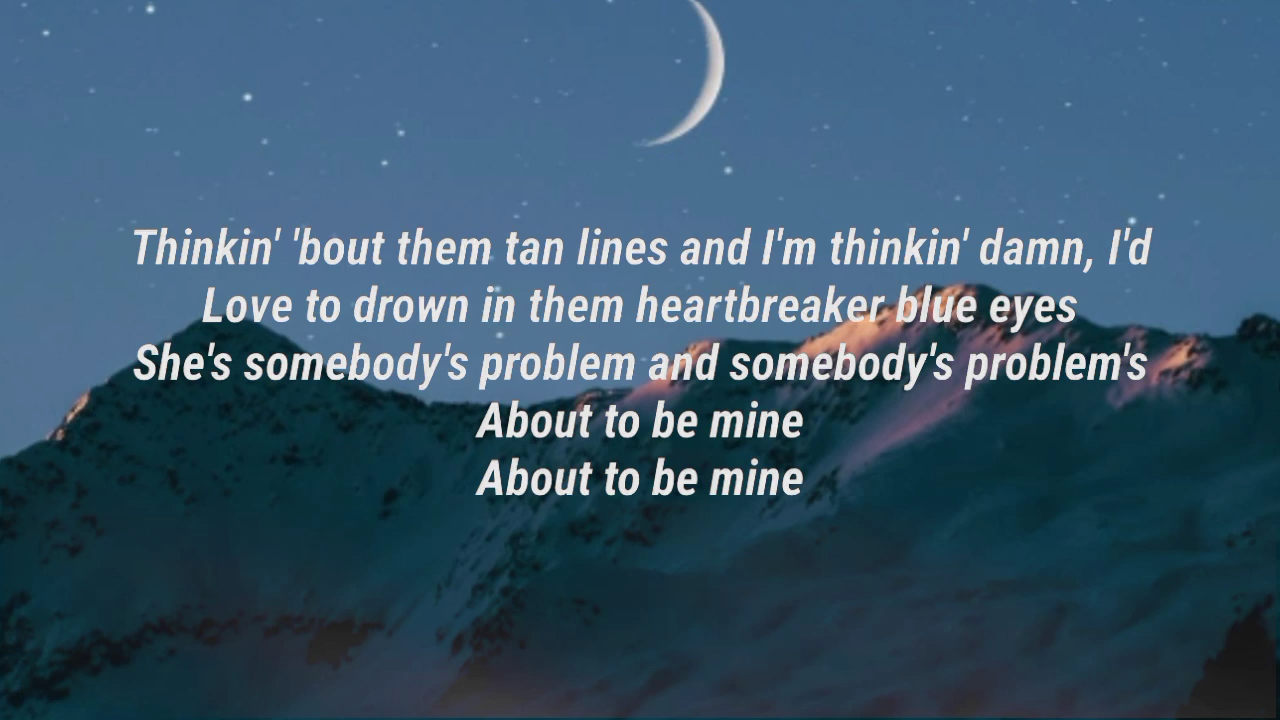 Thinkin' 'bout them tan lines and I'm thinkin' damn, I'd
Love to drown in them heartbreaker blue eyes
She's somebody's problem and somebody's problem's
About to be mine
About to be mine